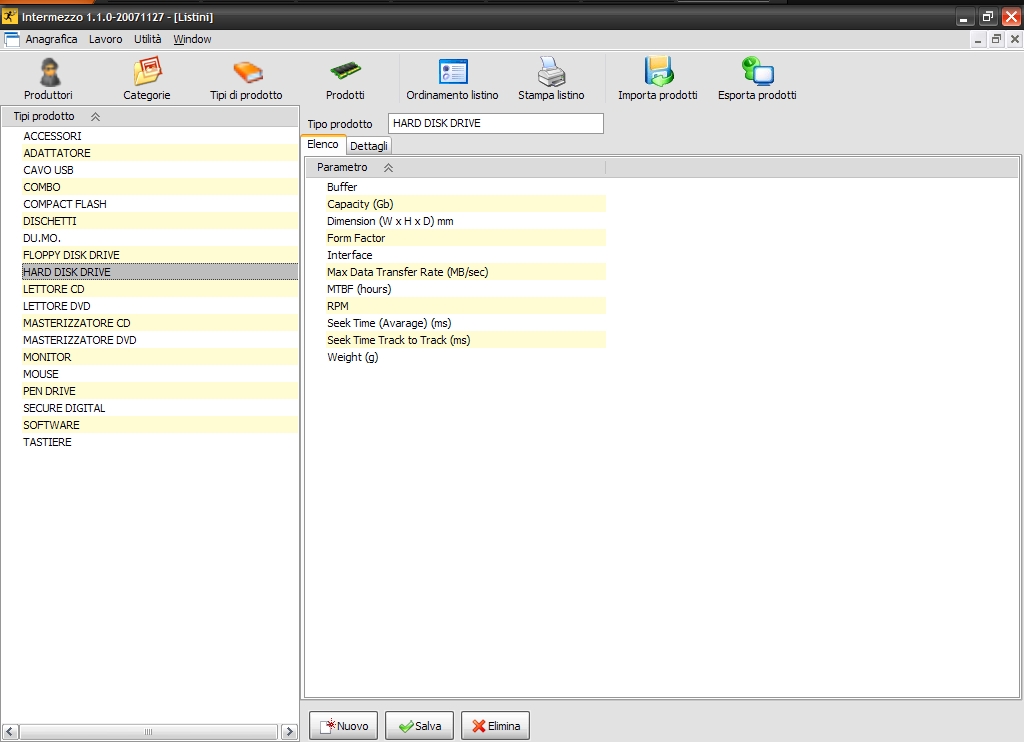 Intermezzo 1.1.0-20071127 - [Listini]
Anagrafica Lavoro Utilità Window
Produttori Categorie Tipi di prodotto Prodotti Ordinamento listino Stampa listino Importa prodotti Esporta prodotti
Tipi prodotto
ACCESSORI
ADATTATORE
CAVO USB
COMBO
COMPACT FLASH
DISCHETTI
DU.MO.
FLOPPY DISK DRIVE
HARD DISK DRIVE
LETTORE CD
LETTORE DVD
MASTERIZZATORE CD
MASTERIZZATORE DVD
MONITOR
MOUSE
PEN DRIVE
SECURE DIGITAL
SOFTWARE
TASTIERE
Tipo prodotto HARD DISK DRIVE
Elenco Dettagli
Parametro
Buffer
Capacity (Gb)
Dimension (W x H x D) mm
Form Factor
Interface
Max Data Transfer Rate (MB/sec)
MTBF (hours)
RPM
Seek Time (Avarage) (ms)
Seek Time Track to Track (ms)
Weight (g)
Nuovo Salva Elimina